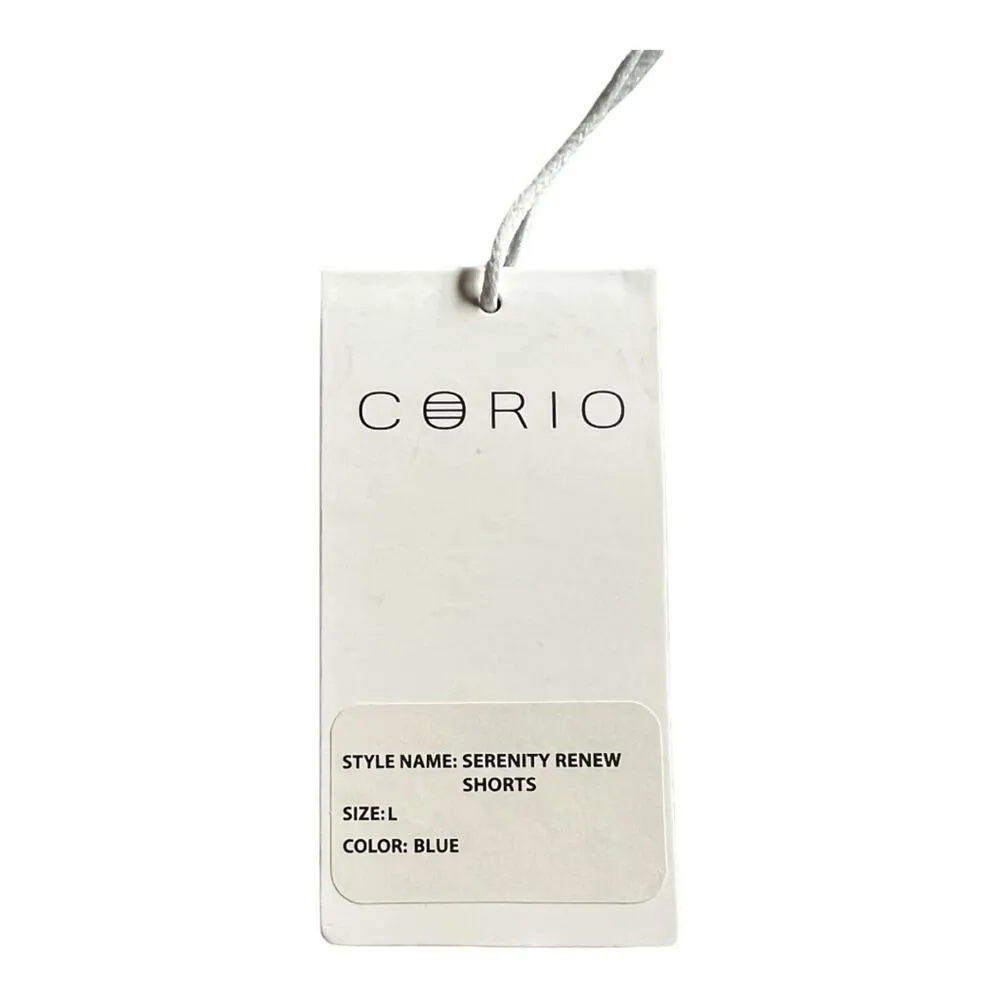 CORIO
STYLE NAME: SERENITY RENEW
SHORTS
SIZE: L
COLOR: BLUE